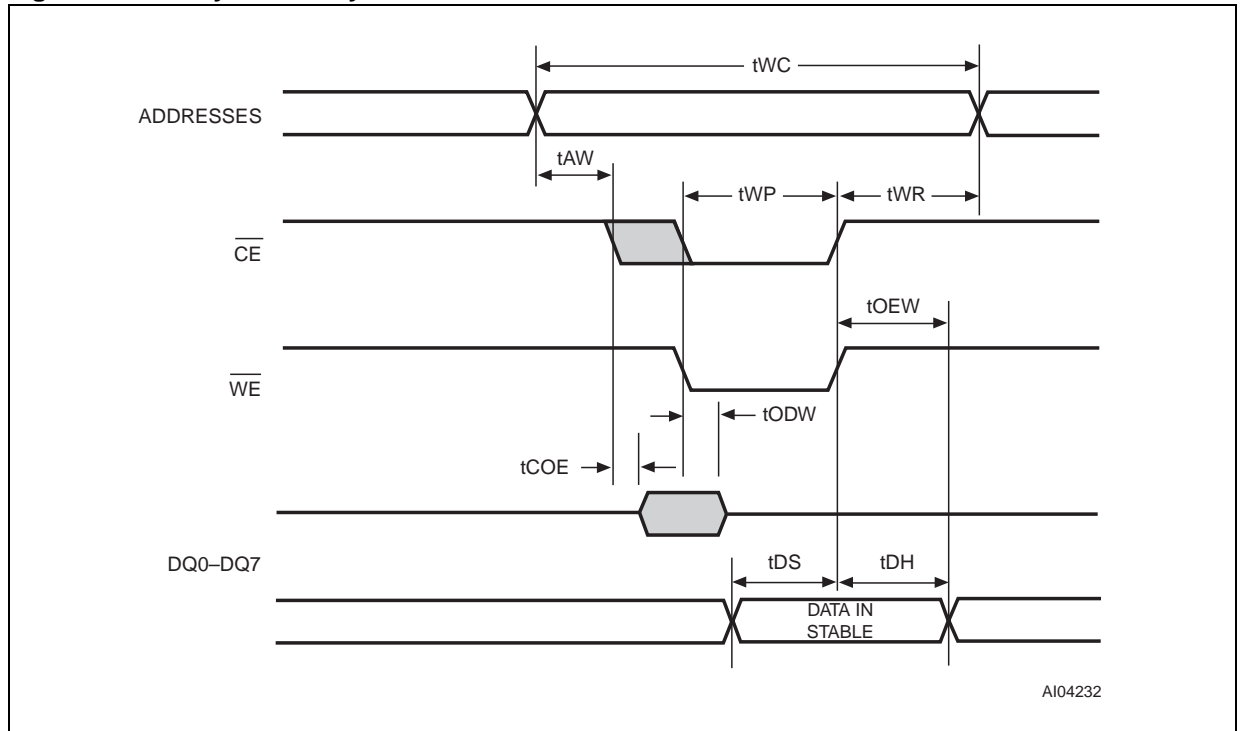 tWC
ADDRESSES
tAW
tWP
tWR
CE
tOEW
WE
tODW
tCOE
DQ0–DQ7
tDS
tDH
DATA IN
STABLE
AI04232